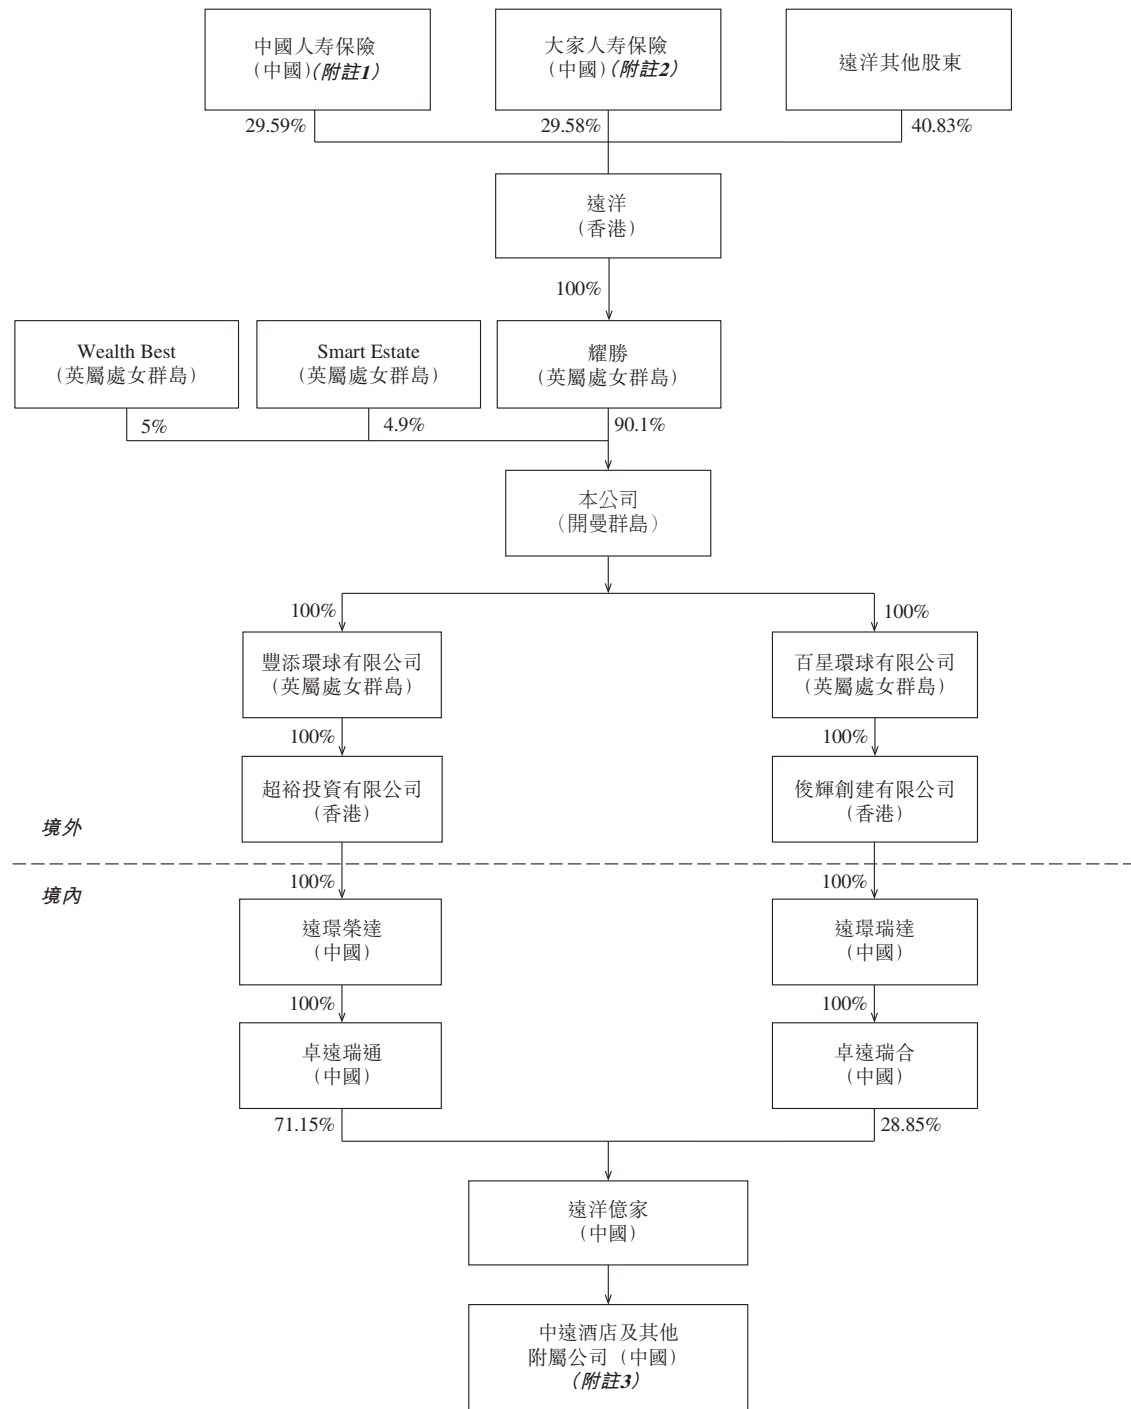 中國人寿保險
(中國)(附註1)
大家人寿保險
(中國)(附註2)
遠洋其他股東
29.59%
29.58%
40.83%
遠洋
(香港)
100%
Wealth Best
(英屬處女群島)
Smart Estate
(英屬處女群島)
耀勝
(英屬處女群島)
5%
4.9%
90.1%
本公司
(開曼群島)
100%
100%
豐添環球有限公司
(英屬處女群島)
百星環球有限公司
(英屬處女群島)
100%
100%
超裕投資有限公司
(香港)
俊輝創建有限公司
(香港)
境外
境內
100%
100%
遠璟榮達
(中國)
遠璟瑞達
(中國)
100%
100%
卓遠瑞通
(中國)
卓遠瑞合
(中國)
71.15%
28.85%
遠洋億家
(中國)
中遠酒店及其他
附屬公司(中國)
(附註3)